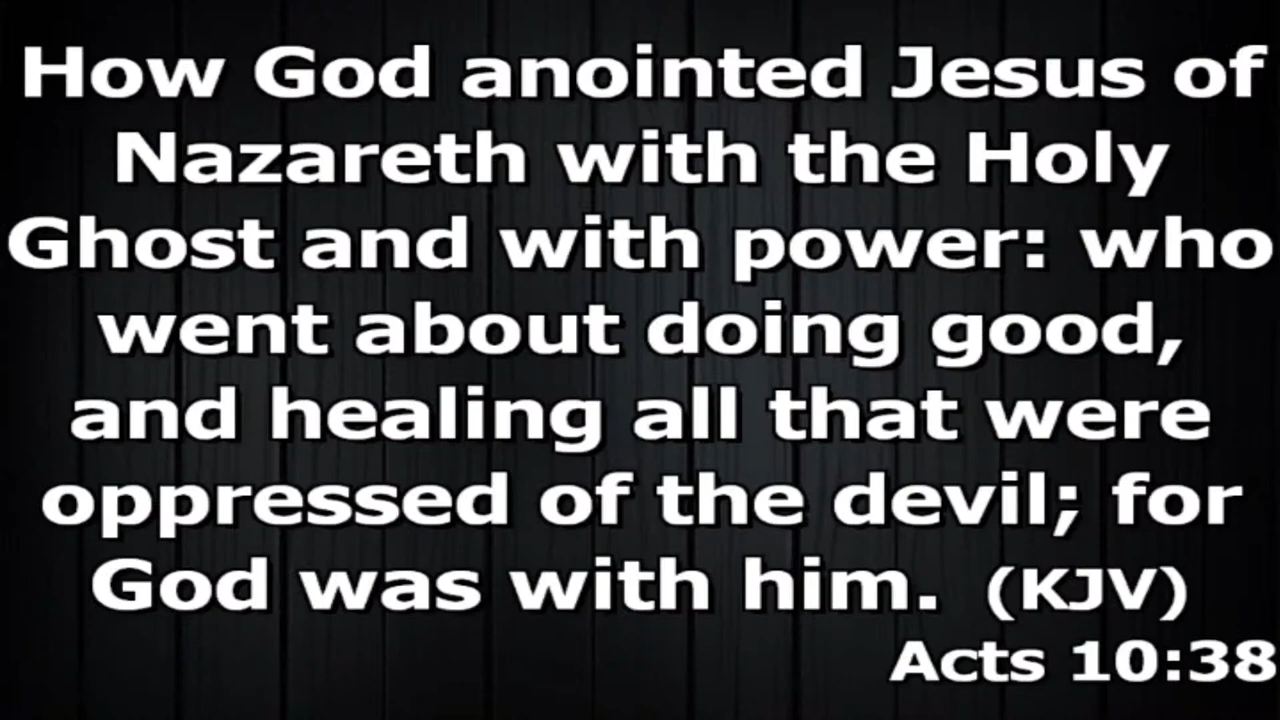 How God anointed Jesus of
Nazareth with the Holy
Ghost and with power: who
went about doing good,
and healing all that were
oppressed of the devil; for
God was with him. (KJV)
Acts 10:38